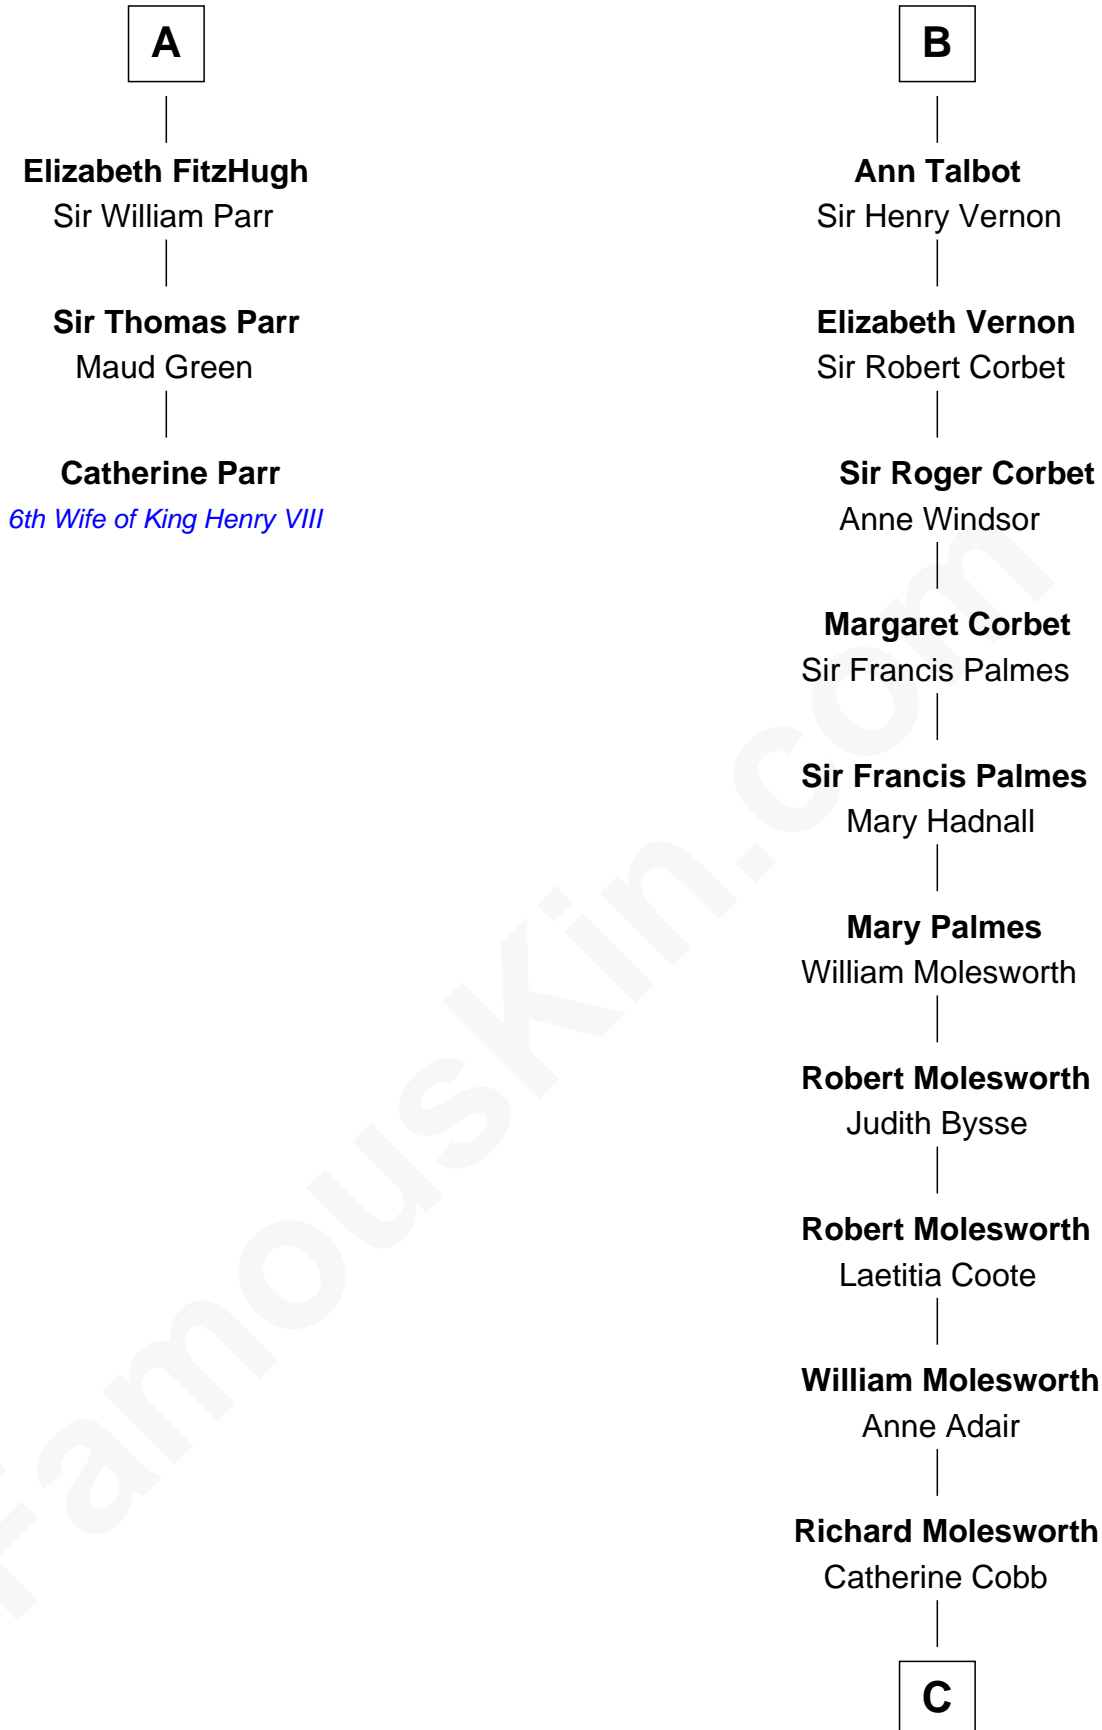 A
Elizabeth FitzHugh
Sir William Parr
Sir Thomas Parr
Maud Green
Catherine Parr
6th Wife of King Henry VIII
B
Ann Talbot
Sir Henry Vernon
Elizabeth Vernon
Sir Robert Corbet
Sir Roger Corbet
Anne Windsor
Margaret Corbet
Sir Francis Palmes
Sir Francis Palmes
Mary Hadnall
Mary Palmes
William Molesworth
Robert Molesworth
Judith Bysse
Robert Molesworth
Laetitia Coote
William Molesworth
Anne Adair
Richard Molesworth
Catherine Cobb
C
FamousKin.com